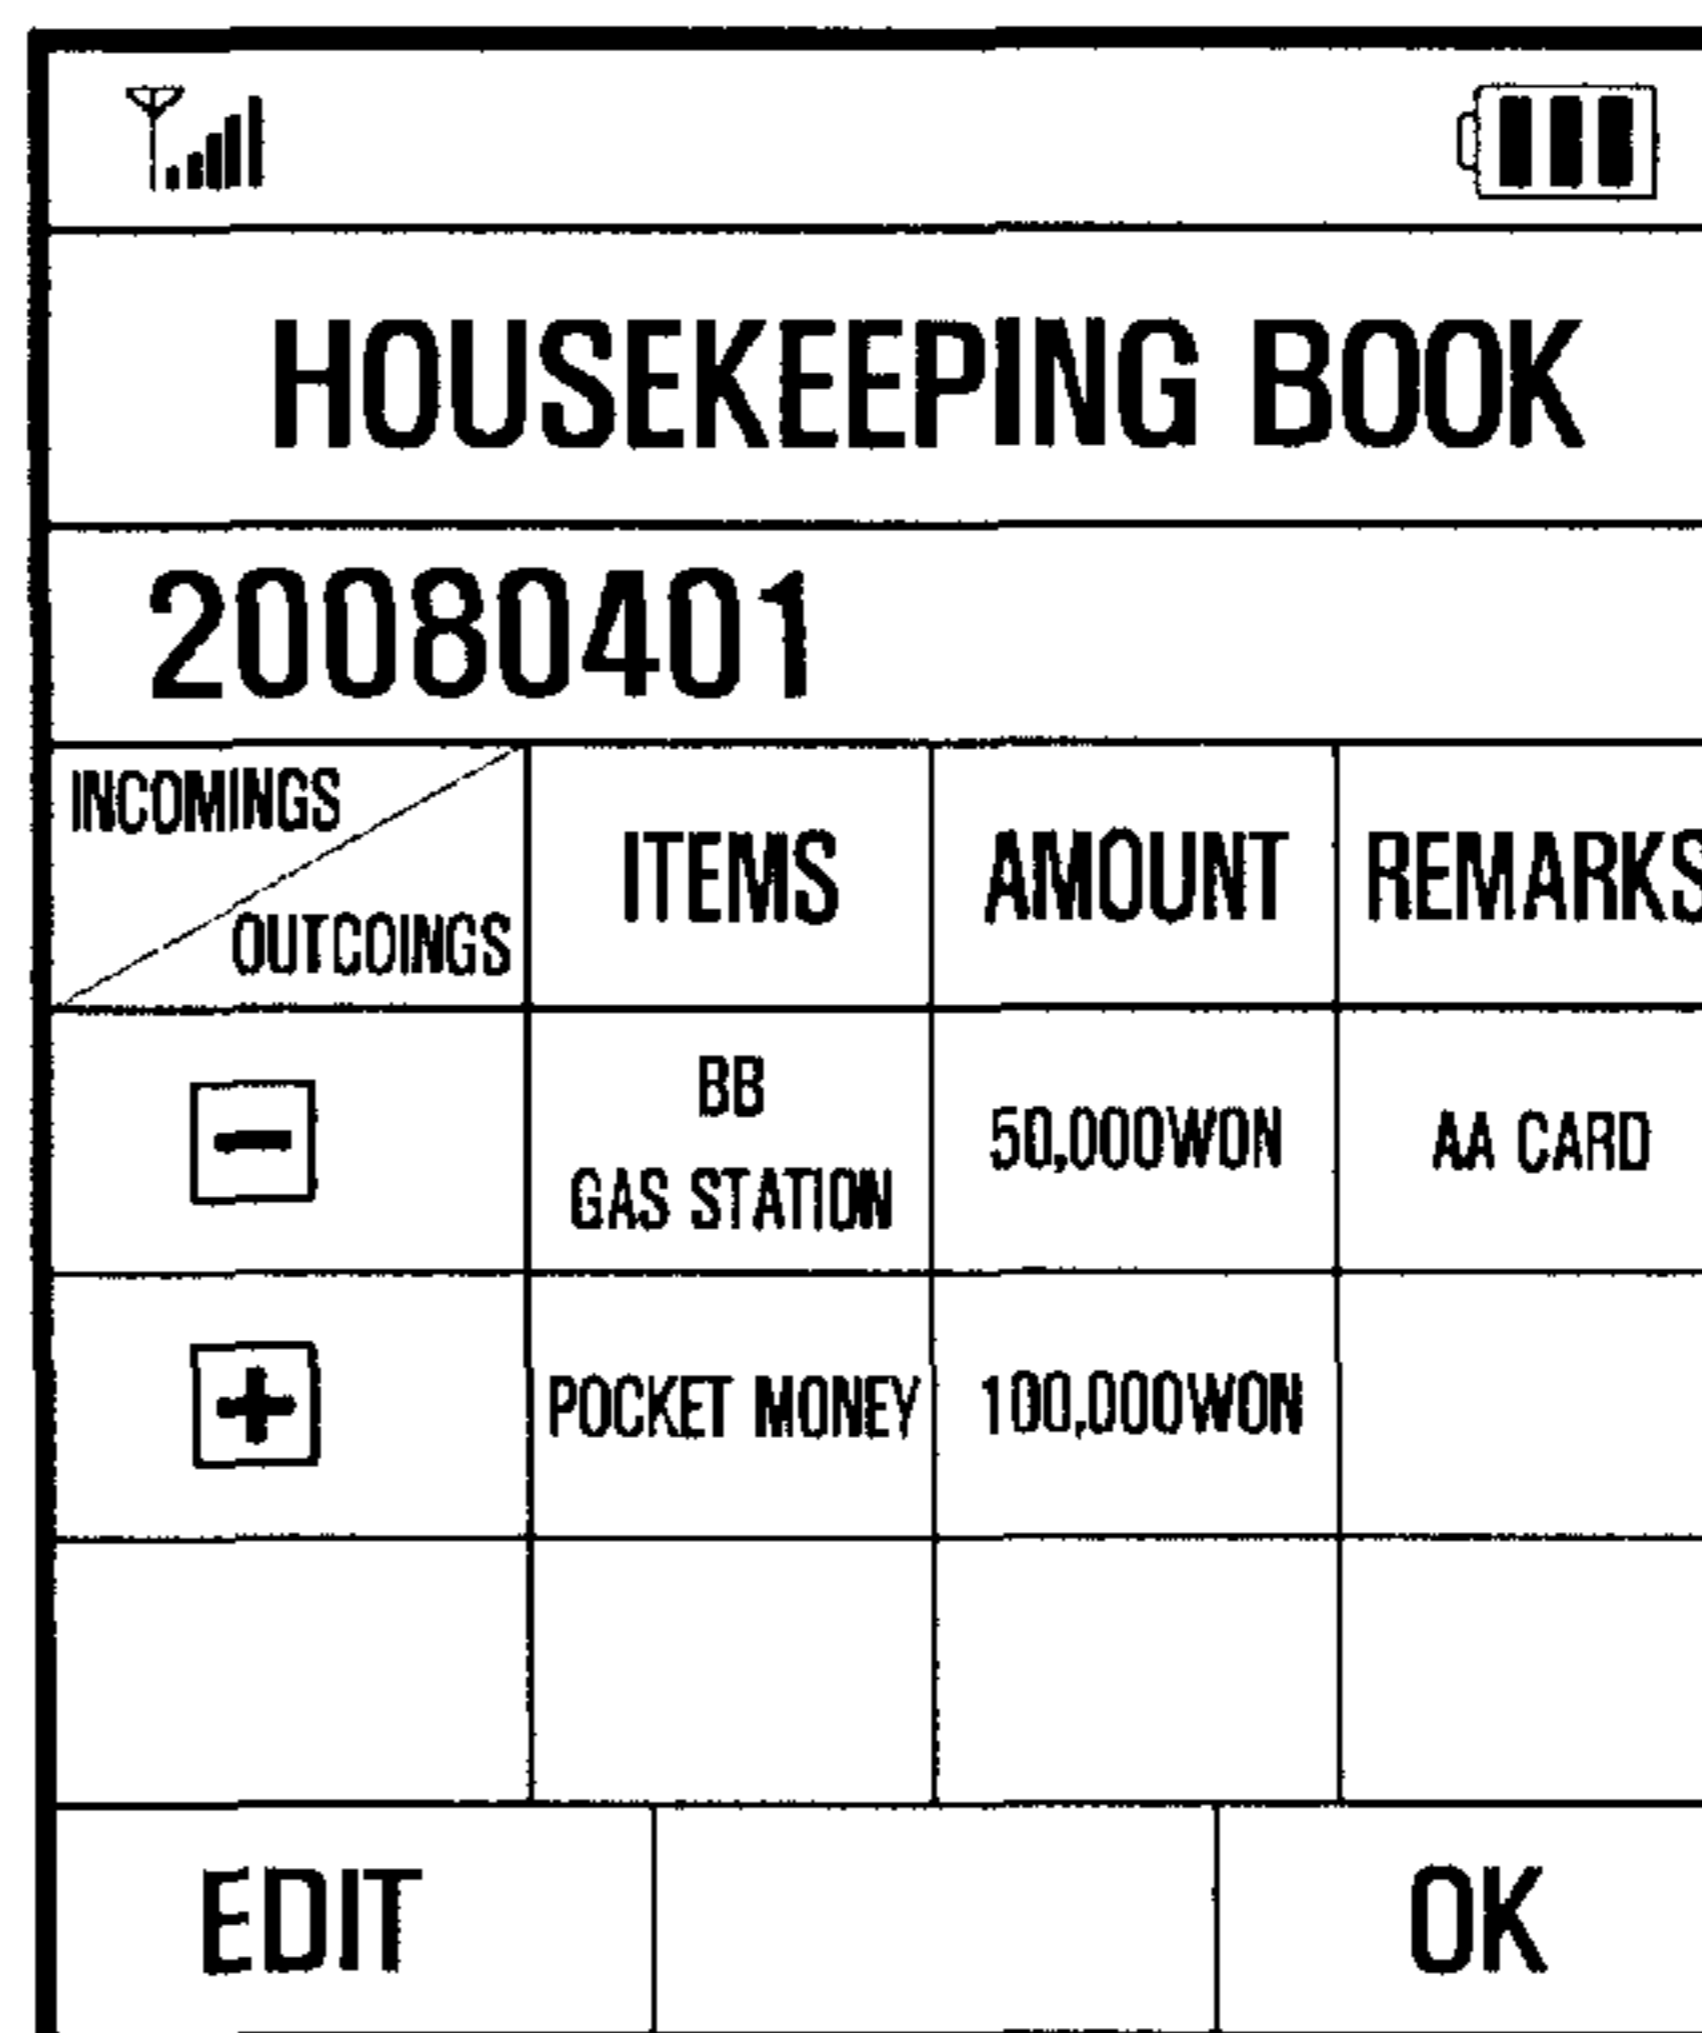 HOUSEKEEPING BOOK
20080401
INCOMINGS
OUTCOINGS
ITEMS
AMOUNT
REMARKS
BB
GAS STATION
50,000WON
AA CARD
POCKET MONEY
100,000WON
EDIT
OK